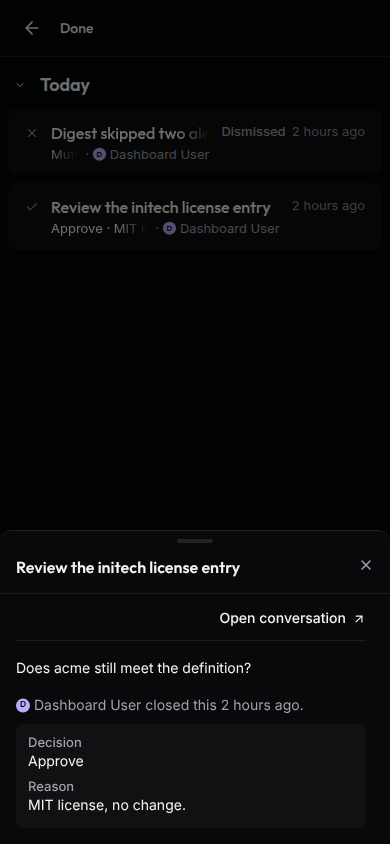 Done
Today
Digest skipped two Dismissed 2 hours ago
D Dashboard User
Review the initech license entry 2 hours ago
Approve · MIT · D Dashboard User
Review the initech license entry
Open conversation
Does acme still meet the definition?
D Dashboard User closed this 2 hours ago.
Decision
Approve
Reason
MIT license, no change.